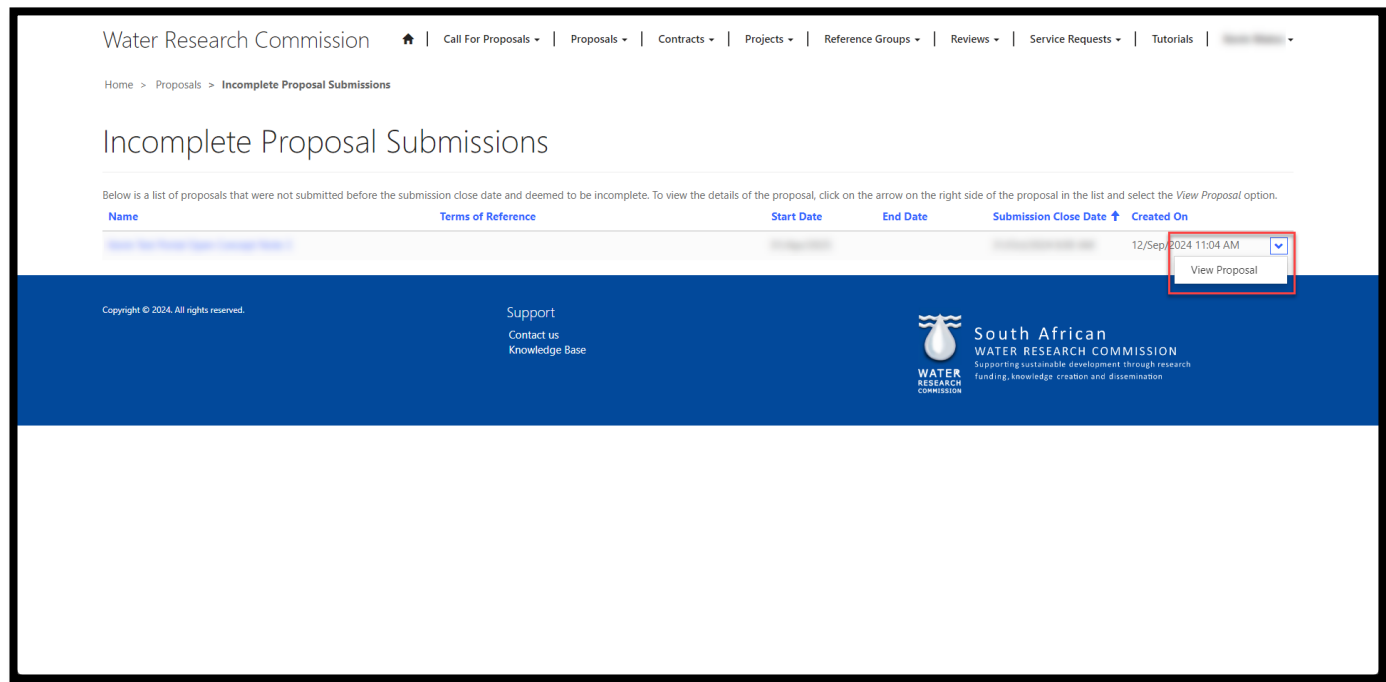 Water Research Commission
Call For Proposals
Proposals
Contracts
Projects
Reference Groups
Reviews
Service Requests
Tutorials
Home > Proposals > Incomplete Proposal Submissions
Incomplete Proposal Submissions
Below is a list of proposals that were not submitted before the submission close date and deemed to be incomplete. To view the details of the proposal, click on the arrow on the right side of the proposal in the list and select the View Proposal option.
Name Terms of Reference Start Date End Date Submission Close Date Created On
12/Sep/2024 11:04 AM
View Proposal
Copyright © 2024. All rights reserved.
Support
Contact us
Knowledge Base
WATER
RESEARCH
COMMISSION
South African
WATER RESEARCH COMMISSION
Supporting sustainable development through research
funding, knowledge creation and dissemination